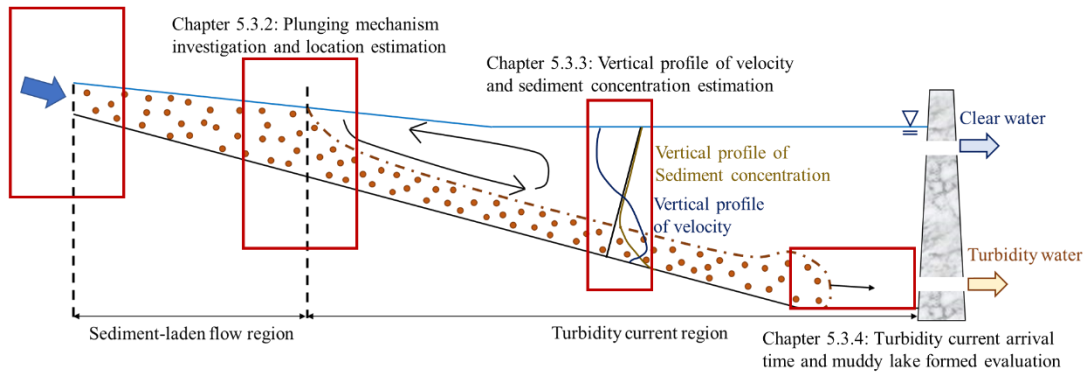 Chapter 5.3.2: Plunging mechanism
investigation and location estimation
Chapter 5.3.3: Vertical profile of velocity
and sediment concentration estimation
Clear water
Vertical profile of
Sediment concentration
Vertical profile
of velocity
Turbidity water
Sediment-laden flow region
Turbidity current region
Chapter 5.3.4: Turbidity current arrival
time and muddy lake formed evaluation